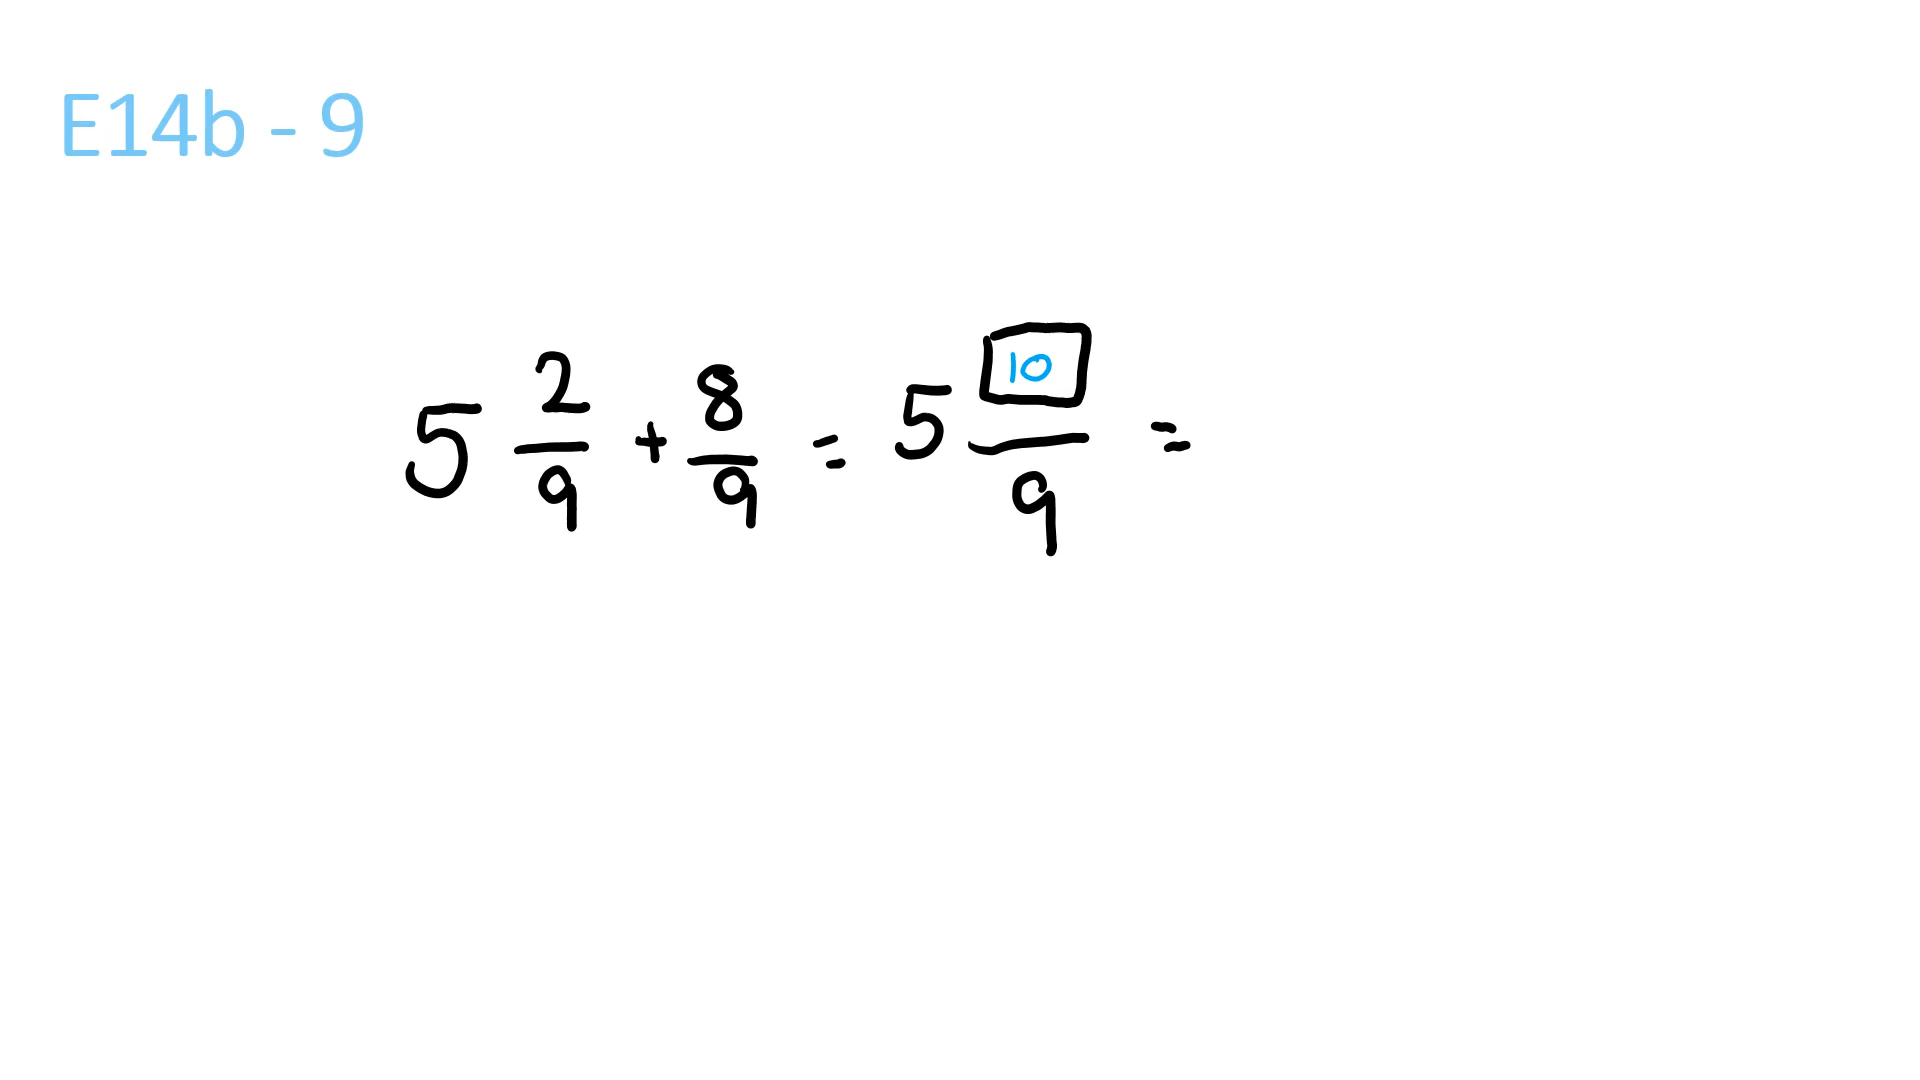 E14b - 9
5 2/9 + 8/9 = 5 10/9 =